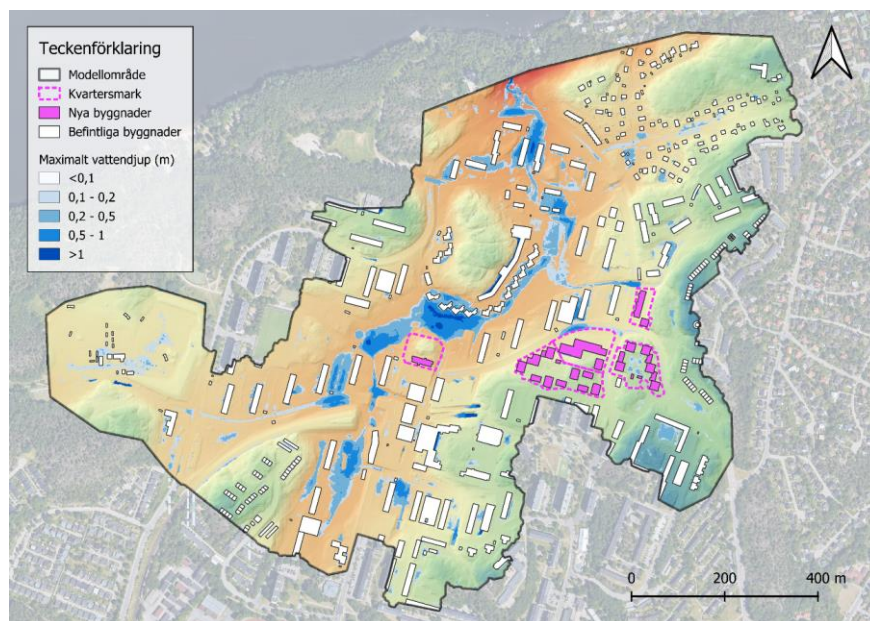 Teckenförklaring
Modellområde
Kvartersmark
Nya byggnader
Befintliga byggnader
Maximalt vattendjup (m)
<0,1
0,1 - 0,2
0,2 - 0,5
0,5 - 1
>1
0 200 400 m